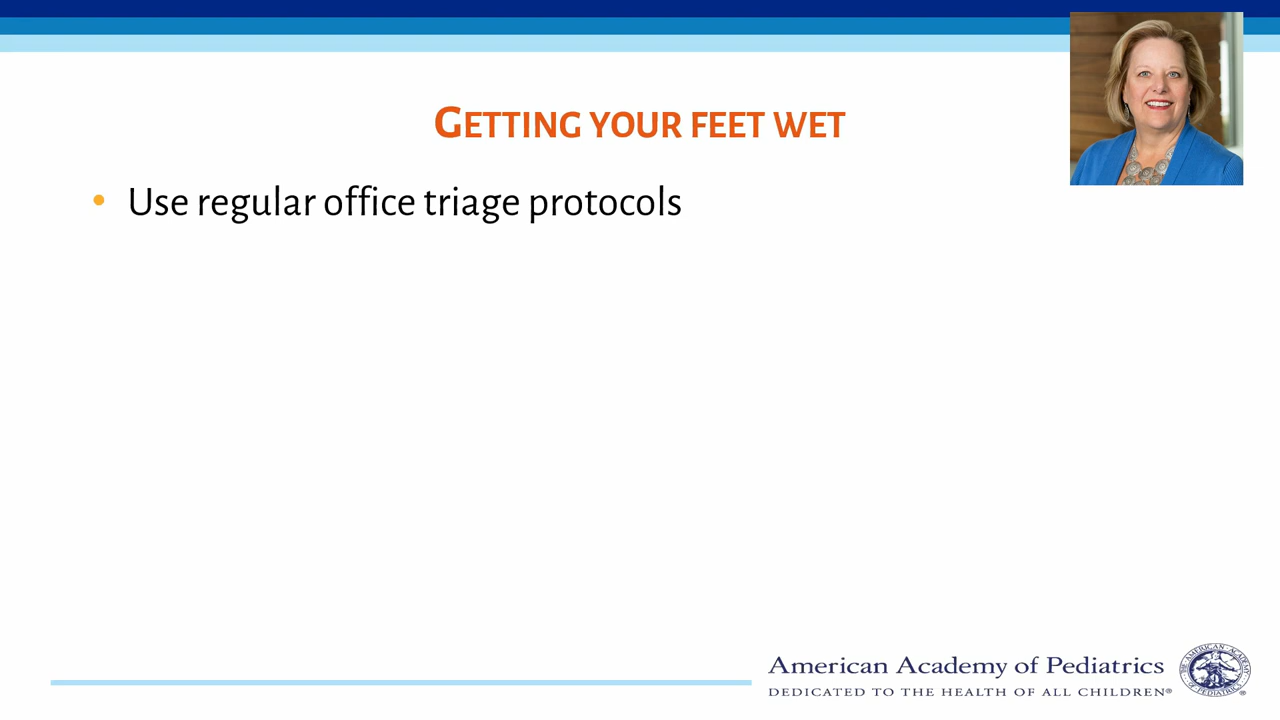 GETTING YOUR FEET WET
• Use regular office triage protocols
American Academy of Pediatrics
DEDICATED TO THE HEALTH OF ALL CHILDREN®